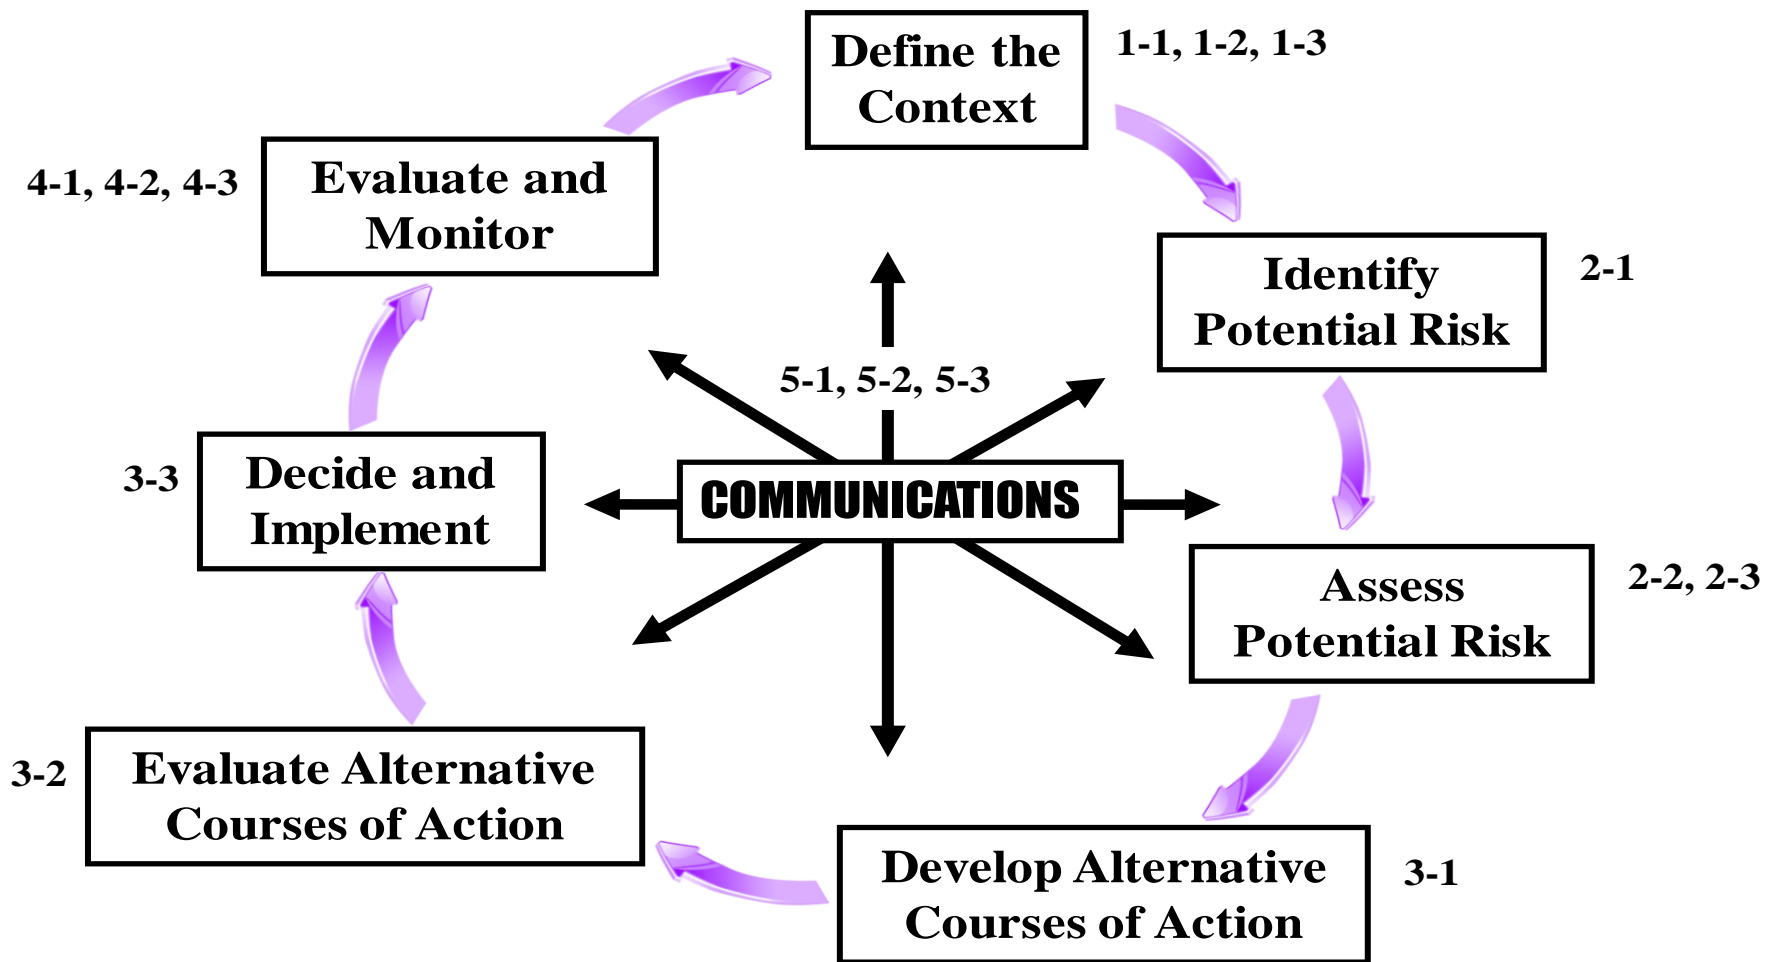 Define the
Context
1-1, 1-2, 1-3
Identify
Potential Risk
2-1
Assess
Potential Risk
2-2, 2-3
Develop Alternative
Courses of Action
3-1
Evaluate Alternative
Courses of Action
3-2
Decide and
Implement
3-3
Evaluate and
Monitor
4-1, 4-2, 4-3
5-1, 5-2, 5-3
COMMUNICATIONS